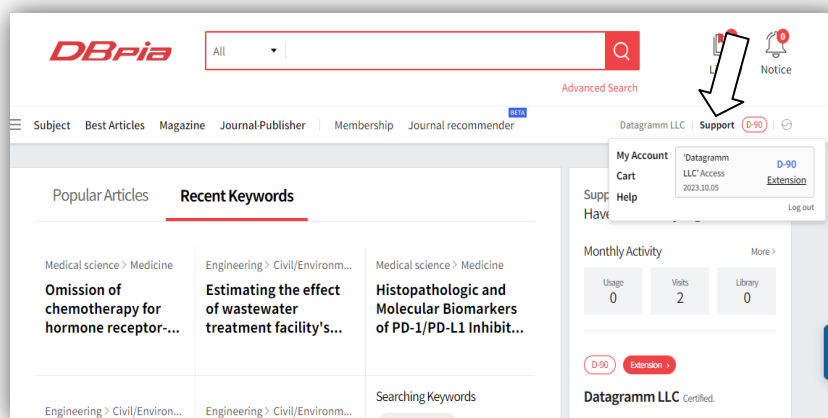 DBpia
All
Advanced Search
0
Notice
Subject Best Articles Magazine Journal·Publisher Membership Journal recommender BETA
Datagramm LLC Support D-90
My Account
Cart
Help
'Datagramm
LLC' Access
2023.10.05
D-90
Extension
Log out
Popular Articles Recent Keywords
Medical science > Medicine
Omission of
chemotherapy for
hormone receptor-...
Engineering > Civil/Environm...
Estimating the effect
of wastewater
treatment facility's...
Medical science > Medicine
Histopathologic and
Molecular Biomarkers
of PD-1/PD-L1 Inhibit...
Engineering > Civil/Environ...
Engineering > Civil/Environm...
Searching Keywords
Monthly Activity More >
Usage
0
Visits
2
Library
0
D-90 Extension >
Datagramm LLC Certified.